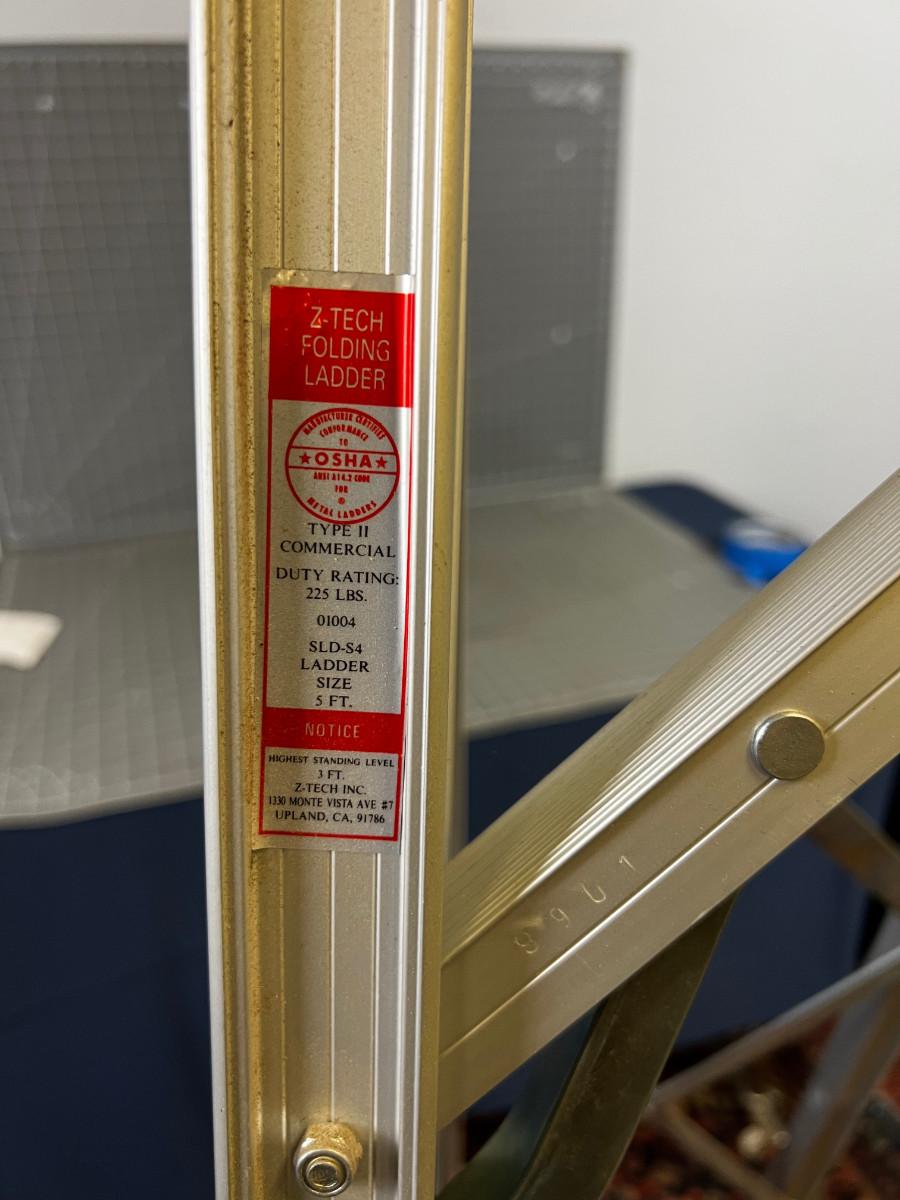 Z-TECH
FOLDING
LADDER
MANUFACTURER CERTIFIES
CONFORMANCE
TO
★OSHA★
ANSI A14.2 CODE
FOR
®
METAL LADDERS
TYPE II
COMMERCIAL
DUTY RATING:
225 LBS.
01004
SLD-S4
LADDER
SIZE
5 FT.
NOTICE
HIGHEST STANDING LEVEL
3 FT.
Z-TECH INC.
1330 MONTE VISTA AVE #7
UPLAND, CA, 91786